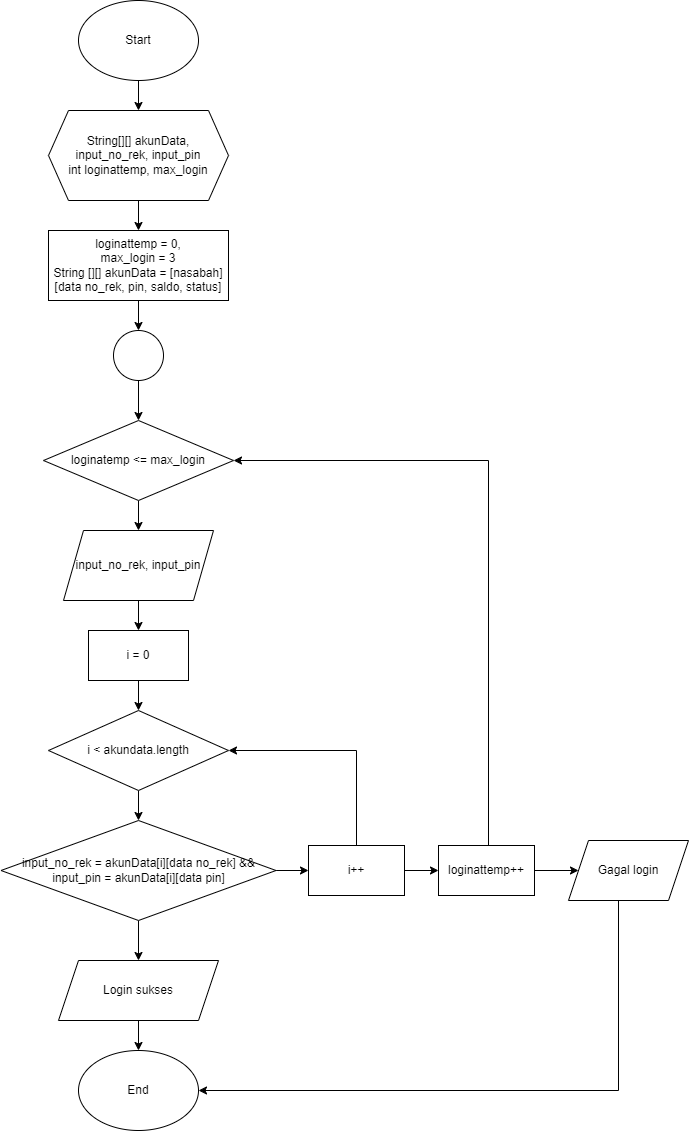 Start
String[][] akunData,
input_no_rek, input_pin
int loginattemp, max_login
loginattemp = 0,
max_login = 3
String [][] akunData = [nasabah]
[data no_rek, pin, saldo, status]
loginatemp <= max_login
input_no_rek, input_pin
i = 0
i < akundata.length
input_no_rek = akunData[i][data no_rek] &&
input_pin = akunData[i][data pin]
i++
loginattemp++
Gagal login
Login sukses
End